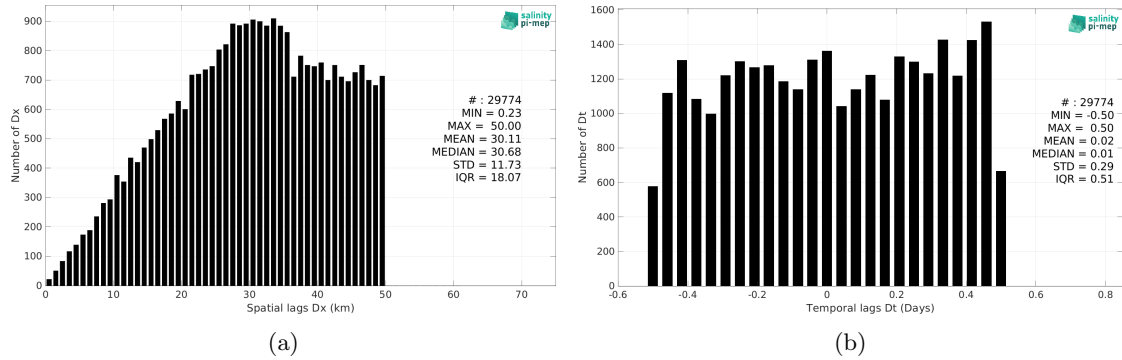 900
800
700
600
500
400
300
200
100
0
Number of Dx
0 10 20 30 40 50 60 70
Spatial lags Dx (km)
salinity
pi-mep
# : 29774
MIN = 0.23
MAX = 50.00
MEAN = 30.11
MEDIAN = 30.68
STD = 11.73
IQR = 18.07
(a)
1600
1400
1200
1000
800
600
400
200
0
Number of Dt
-0.6 -0.4 -0.2 0 0.2 0.4 0.6 0.8
Temporal lags Dt (Days)
salinity
pi-mep
# : 29774
MIN = -0.50
MAX = 0.50
MEAN = 0.02
MEDIAN = 0.01
STD = 0.29
IQR = 0.51
(b)